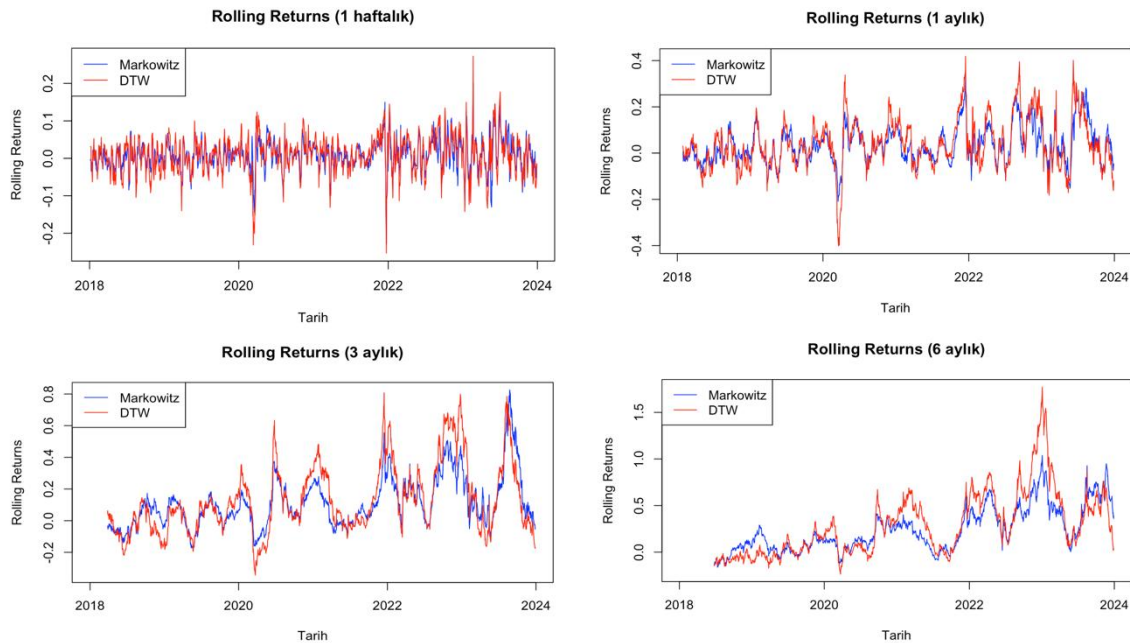 Rolling Returns (1 haftalık)
Markowitz
DTW
Rolling Returns
0.2
0.1
0.0
-0.1
-0.2
2018 2020 2022 2024
Tarih
Rolling Returns (1 aylık)
Markowitz
DTW
Rolling Returns
0.4
0.2
0.0
-0.2
-0.4
2018 2020 2022 2024
Tarih
Rolling Returns (3 aylık)
Markowitz
DTW
Rolling Returns
0.8
0.6
0.4
0.2
0.0
-0.2
2018 2020 2022 2024
Tarih
Rolling Returns (6 aylık)
Markowitz
DTW
Rolling Returns
1.5
1.0
0.5
0.0
2018 2020 2022 2024
Tarih